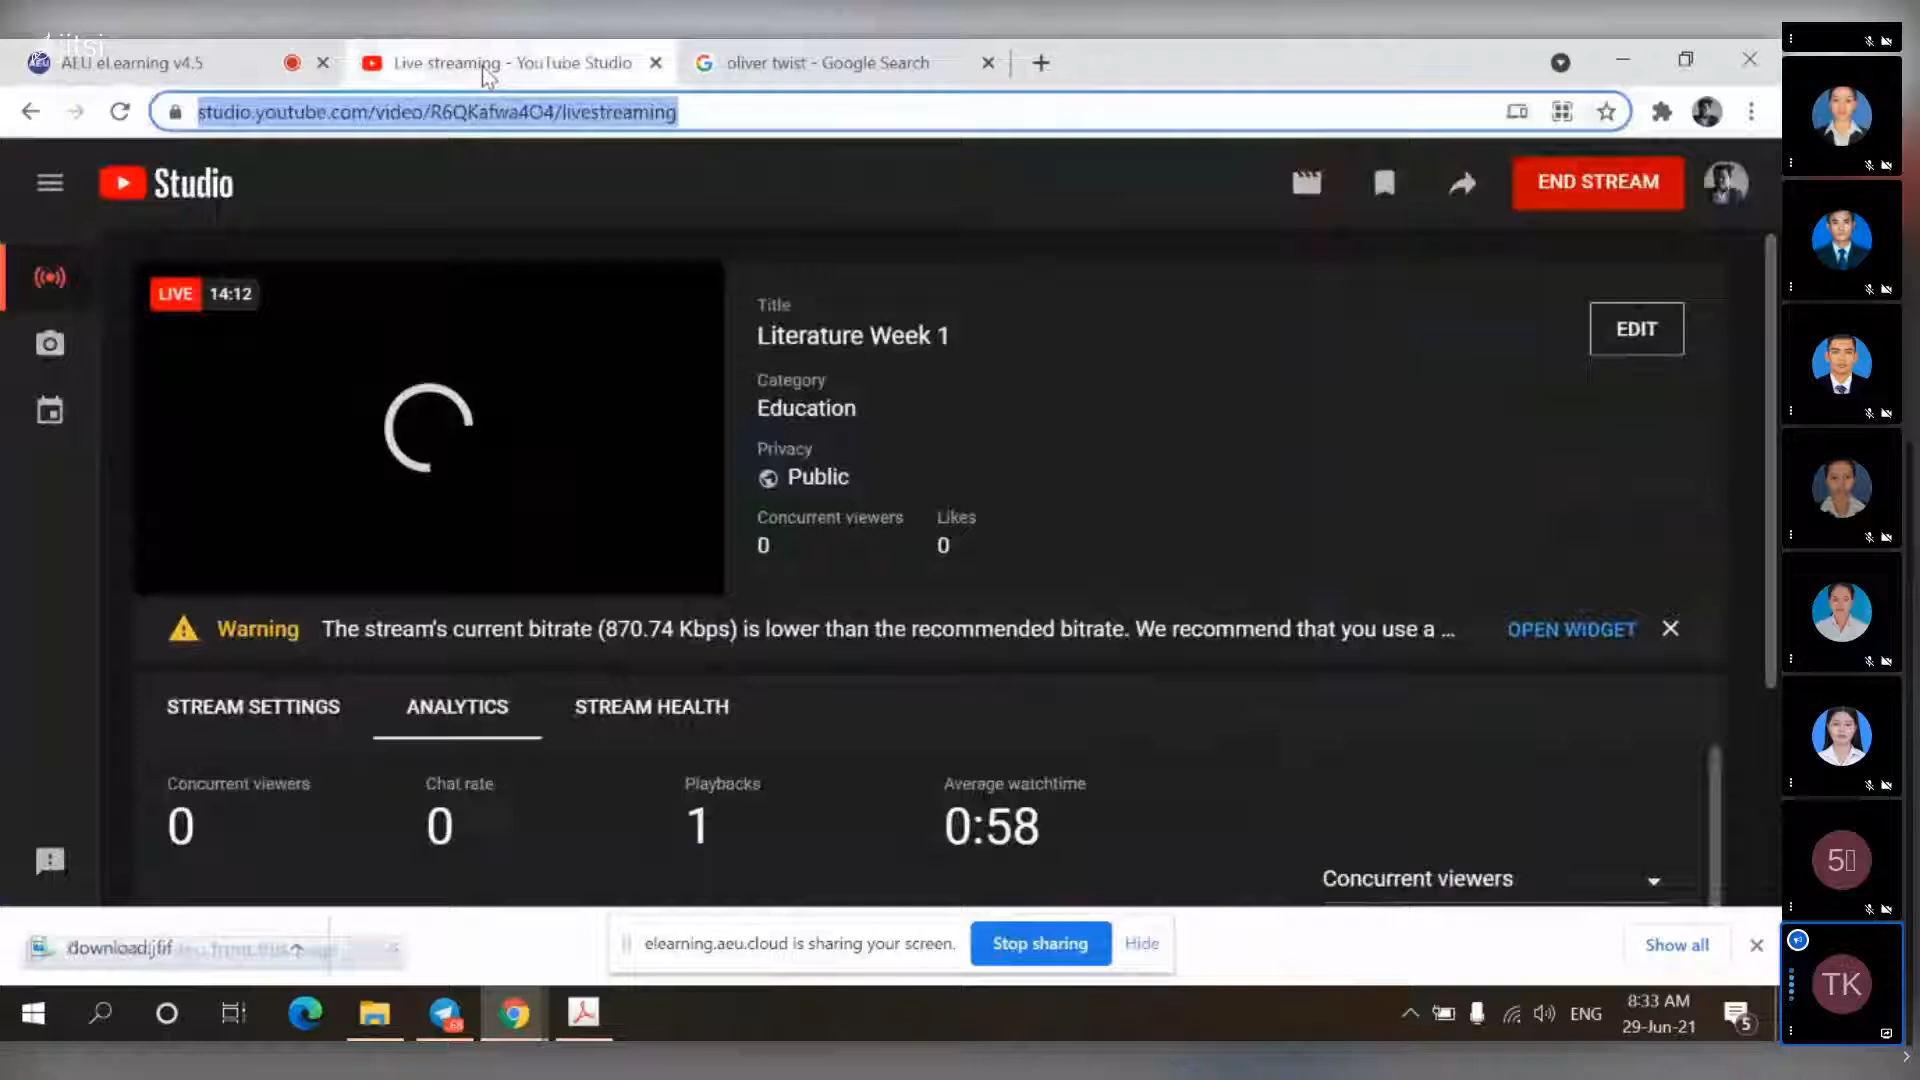 jitsi
AEU eLearning v4.5
Live streaming - YouTube Studio
oliver twist - Google Search
studio.youtube.com/video/R6QKafwa4O4/livestreaming
Studio
END STREAM
LIVE 14:12
Title
Literature Week 1
EDIT
Category
Education
Privacy
Public
Concurrent viewers Likes
0 0
Warning The stream's current bitrate (870.74 Kbps) is lower than the recommended bitrate. We recommend that you use a ... OPEN WIDGET
STREAM SETTINGS ANALYTICS STREAM HEALTH
Concurrent viewers Chat rate Playbacks Average watchtime
0 0 1 0:58
Concurrent viewers
download.jfif
elearning.aeu.cloud is sharing your screen. Stop sharing Hide
Show all
ENG
8:33 AM
29-Jun-21
5
TK